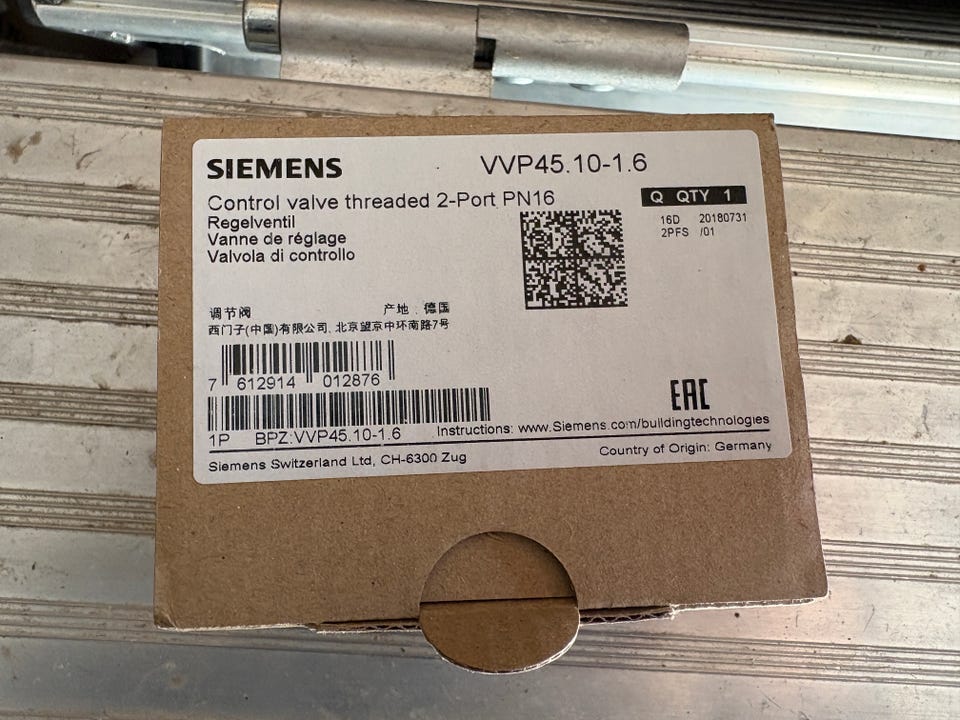 SIEMENS
VVP45.10-1.6
Control valve threaded 2-Port PN16
Regelventil
Vanne de réglage
Valvola di controllo
Q QTY 1
16D 20180731
2PFS /01
调节阀 产地：德国
西门子(中国)有限公司, 北京望京中环南路7号
7 612914 012876
1P BPZ:VVP45.10-1.6
Instructions: www.Siemens.com/buildingtechnologies
EAC
Siemens Switzerland Ltd, CH-6300 Zug
Country of Origin: Germany